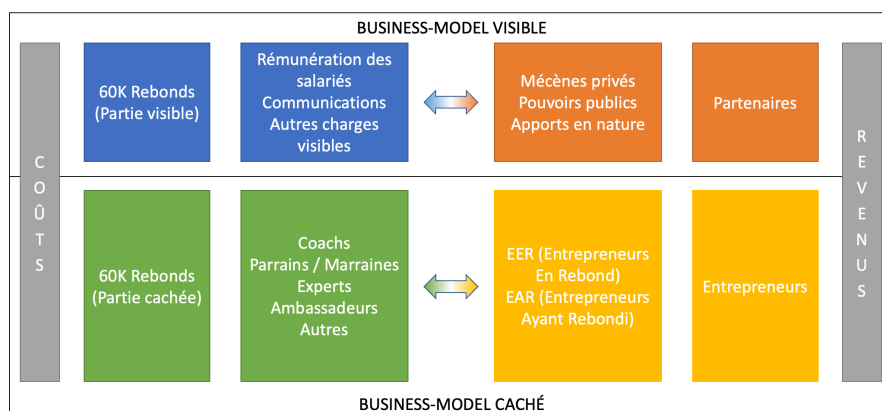 BUSINESS-MODEL VISIBLE
COÛTS
60K Rebonds
(Partie visible)
Rémunération des
salariés
Communications
Autres charges
visibles
Mécènes privés
Pouvoirs publics
Apports en nature
Partenaires
REVENUS
60K Rebonds
(Partie cachée)
Coachs
Parrains / Marraines
Experts
Ambassadeurs
Autres
EER (Entrepreneurs
En Rebond)
EAR (Entrepreneurs
Ayant Rebondi)
Entrepreneurs
BUSINESS-MODEL CACHÉ